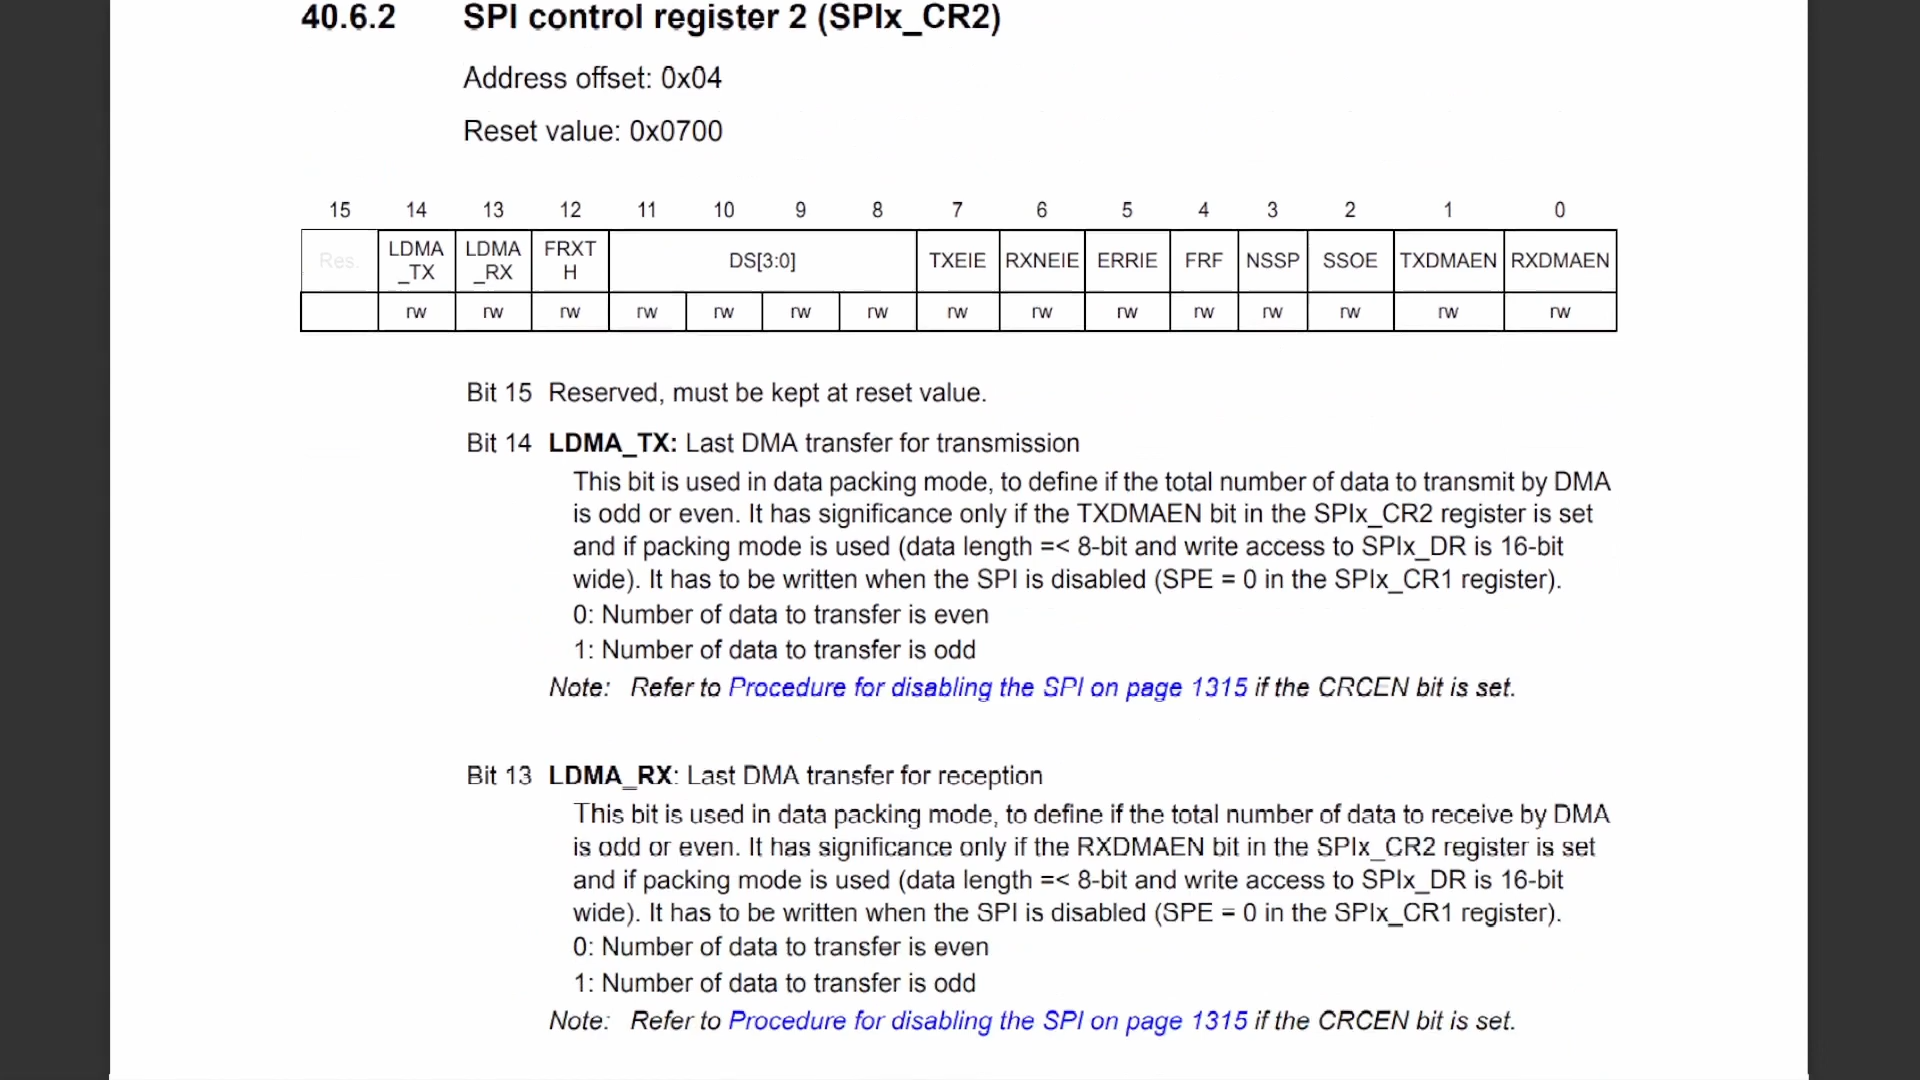 40.6.2 SPI control register 2 (SPIx_CR2)
Address offset: 0x04
Reset value: 0x0700
15 14 13 12 11 10 9 8 7 6 5 4 3 2 1 0
Res. LDMA_TX LDMA_RX FRXTH DS[3:0] TXEIE RXNEIE ERRIE FRF NSSP SSOE TXDMAEN RXDMAEN
rw rw rw rw rw rw rw rw rw rw rw rw rw rw rw
Bit 15 Reserved, must be kept at reset value.
Bit 14 LDMA_TX: Last DMA transfer for transmission
This bit is used in data packing mode, to define if the total number of data to transmit by DMA
is odd or even. It has significance only if the TXDMAEN bit in the SPIx_CR2 register is set
and if packing mode is used (data length =< 8-bit and write access to SPIx_DR is 16-bit
wide). It has to be written when the SPI is disabled (SPE = 0 in the SPIx_CR1 register).
0: Number of data to transfer is even
1: Number of data to transfer is odd
Note: Refer to Procedure for disabling the SPI on page 1315 if the CRCEN bit is set.
Bit 13 LDMA_RX: Last DMA transfer for reception
This bit is used in data packing mode, to define if the total number of data to receive by DMA
is odd or even. It has significance only if the RXDMAEN bit in the SPIx_CR2 register is set
and if packing mode is used (data length =< 8-bit and write access to SPIx_DR is 16-bit
wide). It has to be written when the SPI is disabled (SPE = 0 in the SPIx_CR1 register).
0: Number of data to transfer is even
1: Number of data to transfer is odd
Note: Refer to Procedure for disabling the SPI on page 1315 if the CRCEN bit is set.